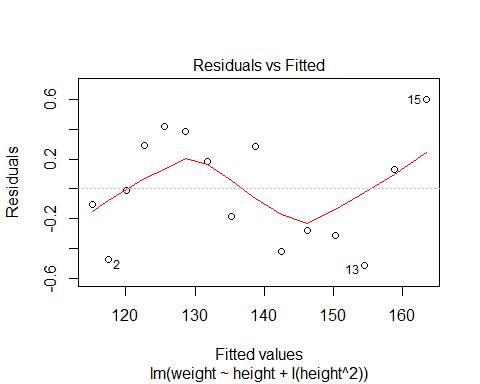 Residuals vs Fitted
Residuals
0.6
0.2
-0.2
-0.6
15
2
13
120 130 140 150 160
Fitted values
lm(weight ~ height + I(height^2))